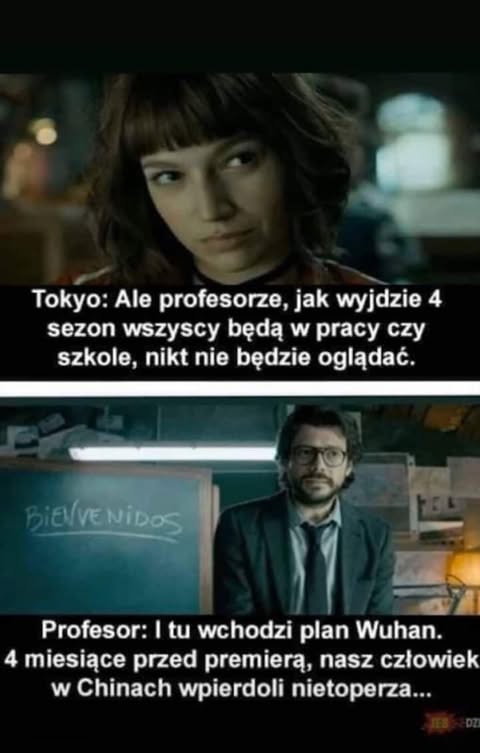 Tokyo: Ale profesorze, jak wyjdzie 4
sezon wszyscy będą w pracy czy
szkole, nikt nie będzie oglądać.
BIENVENIDOS
Profesor: I tu wchodzi plan Wuhan.
4 miesiące przed premierą, nasz człowiek
w Chinach wpierdoli nietoperza...